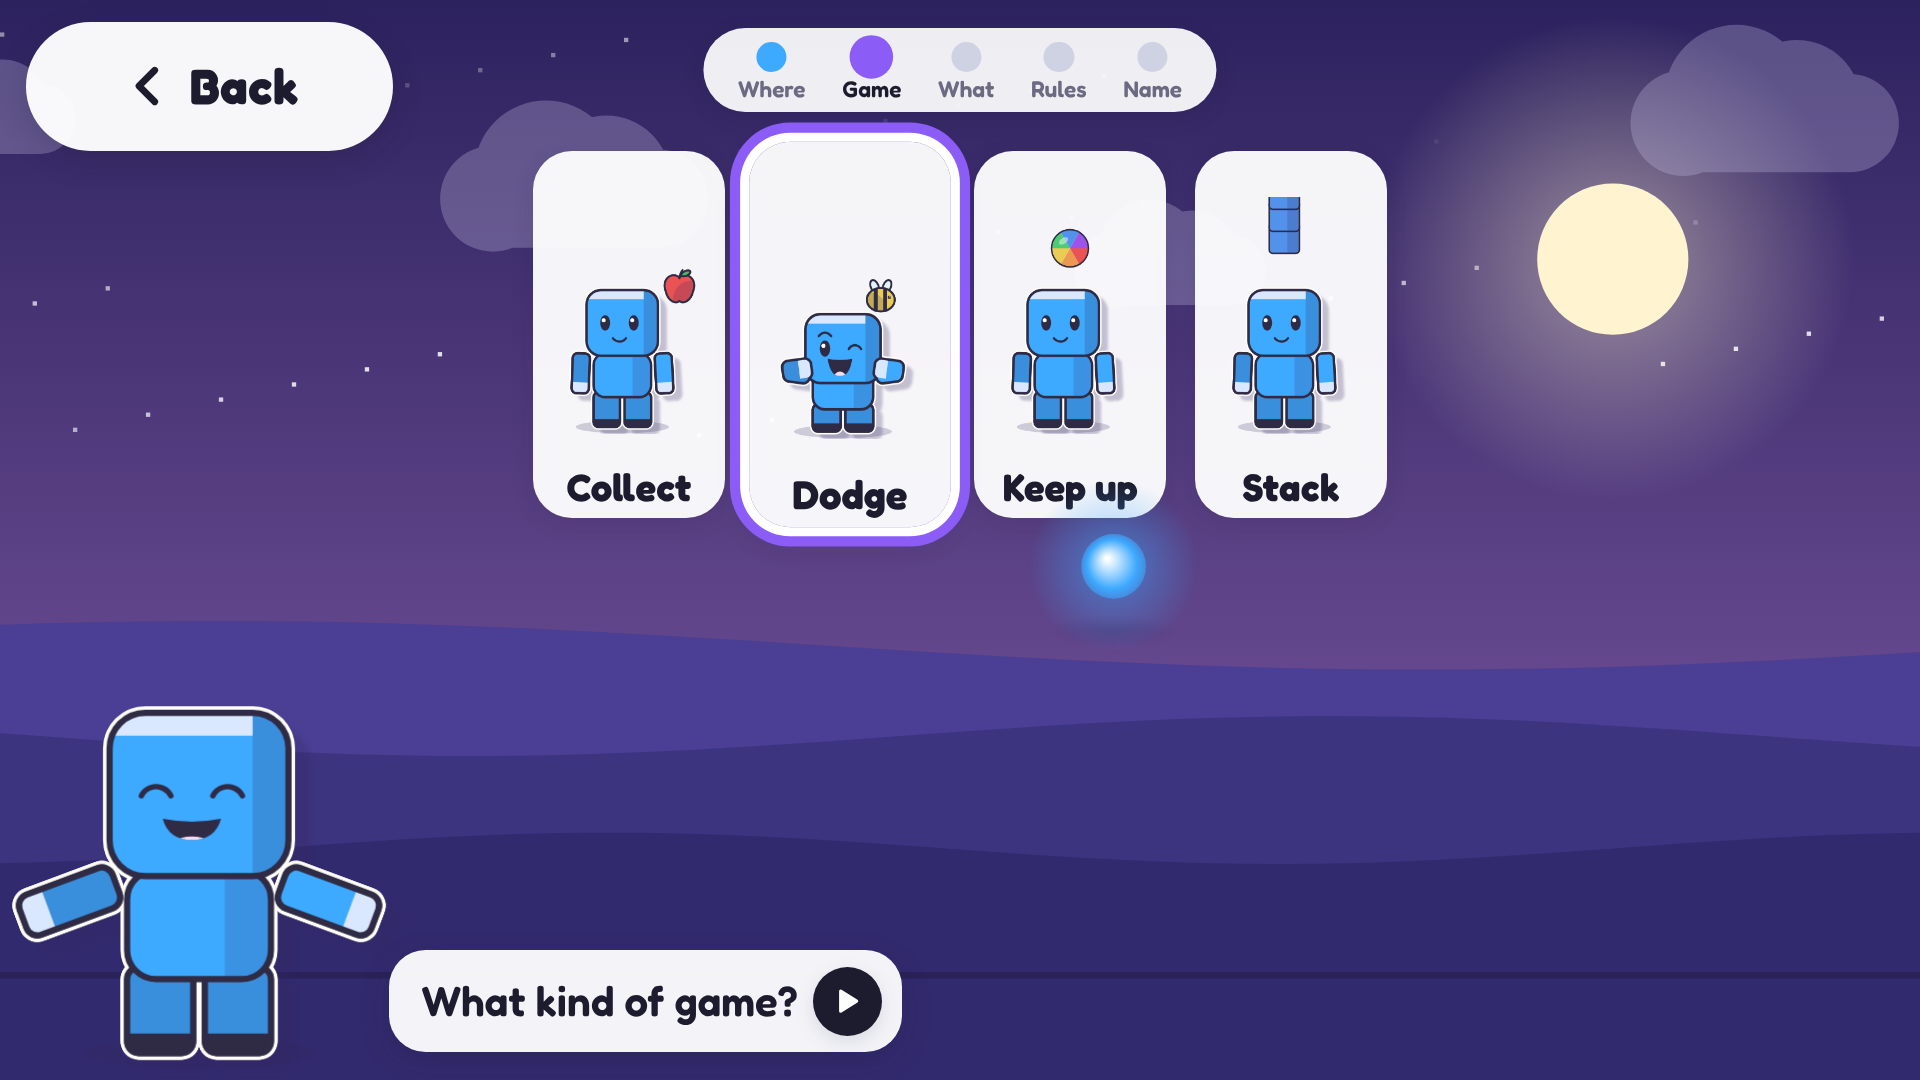 Back
Where
Game
What
Rules
Name
Collect
Dodge
Keep up
Stack
What kind of game?